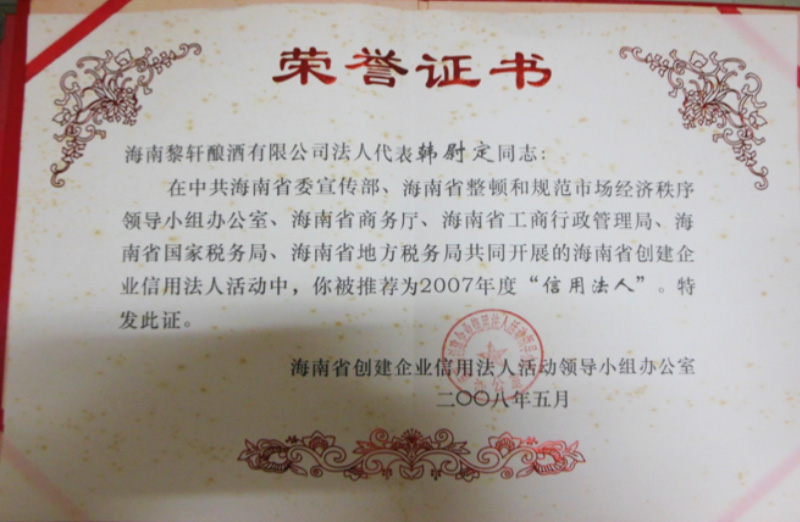 荣誉证书
海南黎轩酿酒有限公司法人代表韩尉定同志：
在中共海南省委宣传部、海南省整顿和规范市场经济秩序
领导小组办公室、海南省商务厅、海南省工商行政管理局、海
南省国家税务局、海南省地方税务局共同开展的海南省创建企
业信用法人活动中，你被推荐为2007年度“信用法人”。特
发此证。
海南省创建企业信用法人活动领导小组办公室
二〇〇八年五月